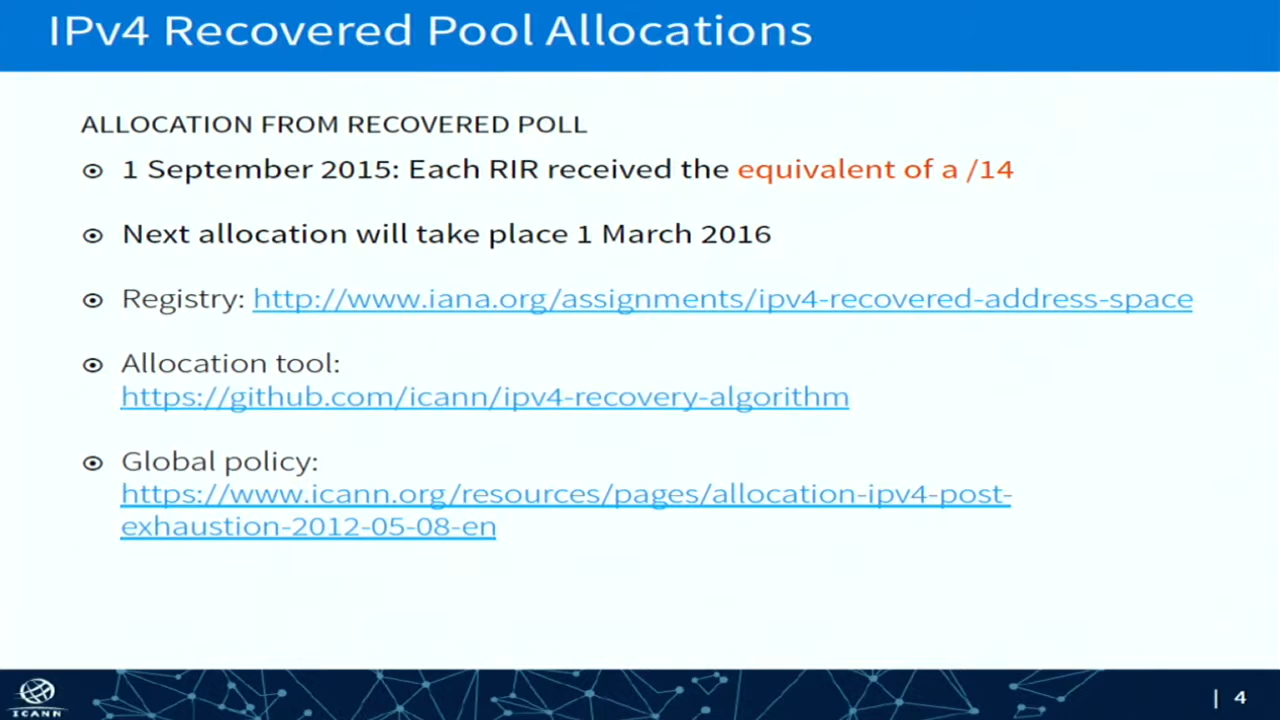 IPv4 Recovered Pool Allocations
ALLOCATION FROM RECOVERED POLL
1 September 2015: Each RIR received the equivalent of a /14
Next allocation will take place 1 March 2016
Registry: http://www.iana.org/assignments/ipv4-recovered-address-space
Allocation tool:
https://github.com/icann/ipv4-recovery-algorithm
Global policy:
https://www.icann.org/resources/pages/allocation-ipv4-post-
exhaustion-2012-05-08-en
ICANN
| 4